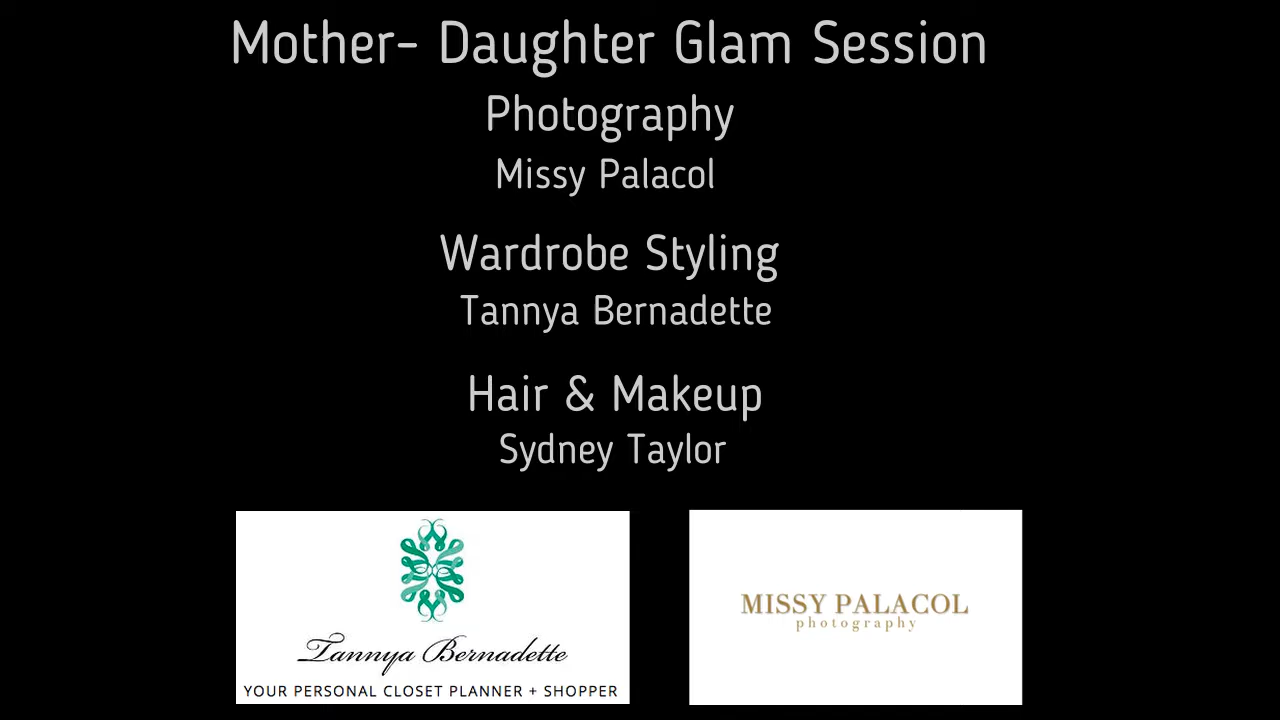 Mother- Daughter Glam Session
Photography
Missy Palacol
Wardrobe Styling
Tannya Bernadette
Hair & Makeup
Sydney Taylor
Tannya Bernadette
YOUR PERSONAL CLOSET PLANNER + SHOPPER
MISSY PALACOL
photography